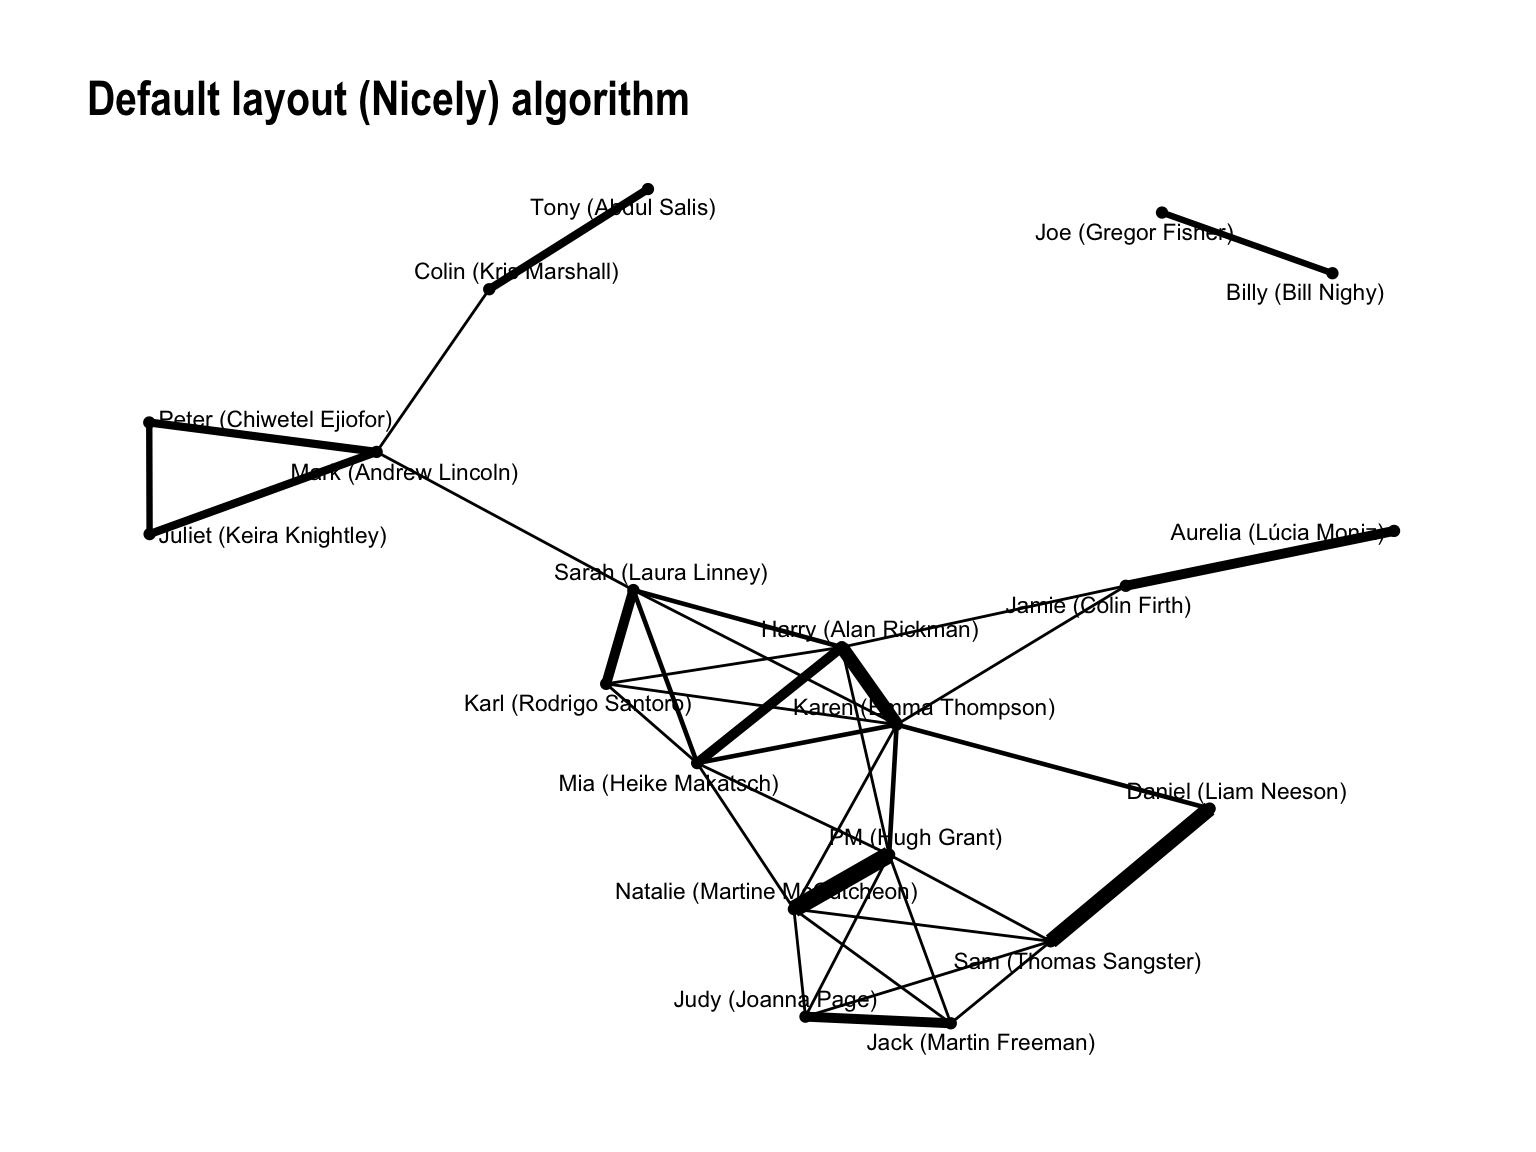 Default layout (Nicely) algorithm
Tony (Abdul Salis)
Joe (Gregor Fisher)
Colin (Kris Marshall)
Billy (Bill Nighy)
Peter (Chiwetel Ejiofor)
Mark (Andrew Lincoln)
Juliet (Keira Knightley)
Aurelia (Lúcia Moniz)
Sarah (Laura Linney)
Jamie (Colin Firth)
Harry (Alan Rickman)
Karl (Rodrigo Santoro)
Karen (Emma Thompson)
Mia (Heike Makatsch)
Daniel (Liam Neeson)
PM (Hugh Grant)
Natalie (Martine McCutcheon)
Sam (Thomas Sangster)
Judy (Joanna Page)
Jack (Martin Freeman)